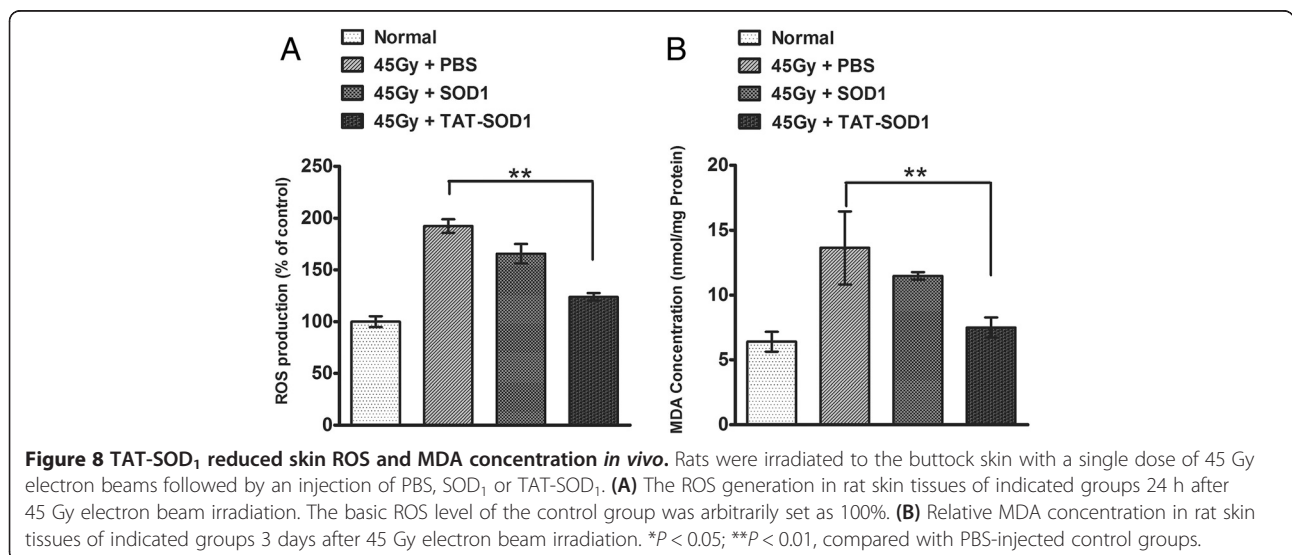 A
Normal
45Gy + PBS
45Gy + SOD1
45Gy + TAT-SOD1
ROS production (% of control)
250
200
150
100
50
0
**
B
Normal
45Gy + PBS
45Gy + SOD1
45Gy + TAT-SOD1
MDA Concentration (nmol/mg Protein)
20
15
10
5
0
**
Figure 8 TAT-SOD₁ reduced skin ROS and MDA concentration in vivo. Rats were irradiated to the buttock skin with a single dose of 45 Gy
electron beams followed by an injection of PBS, SOD₁ or TAT-SOD₁. (A) The ROS generation in rat skin tissues of indicated groups 24 h after
45 Gy electron beam irradiation. The basic ROS level of the control group was arbitrarily set as 100%. (B) Relative MDA concentration in rat skin
tissues of indicated groups 3 days after 45 Gy electron beam irradiation. *P < 0.05; **P < 0.01, compared with PBS-injected control groups.